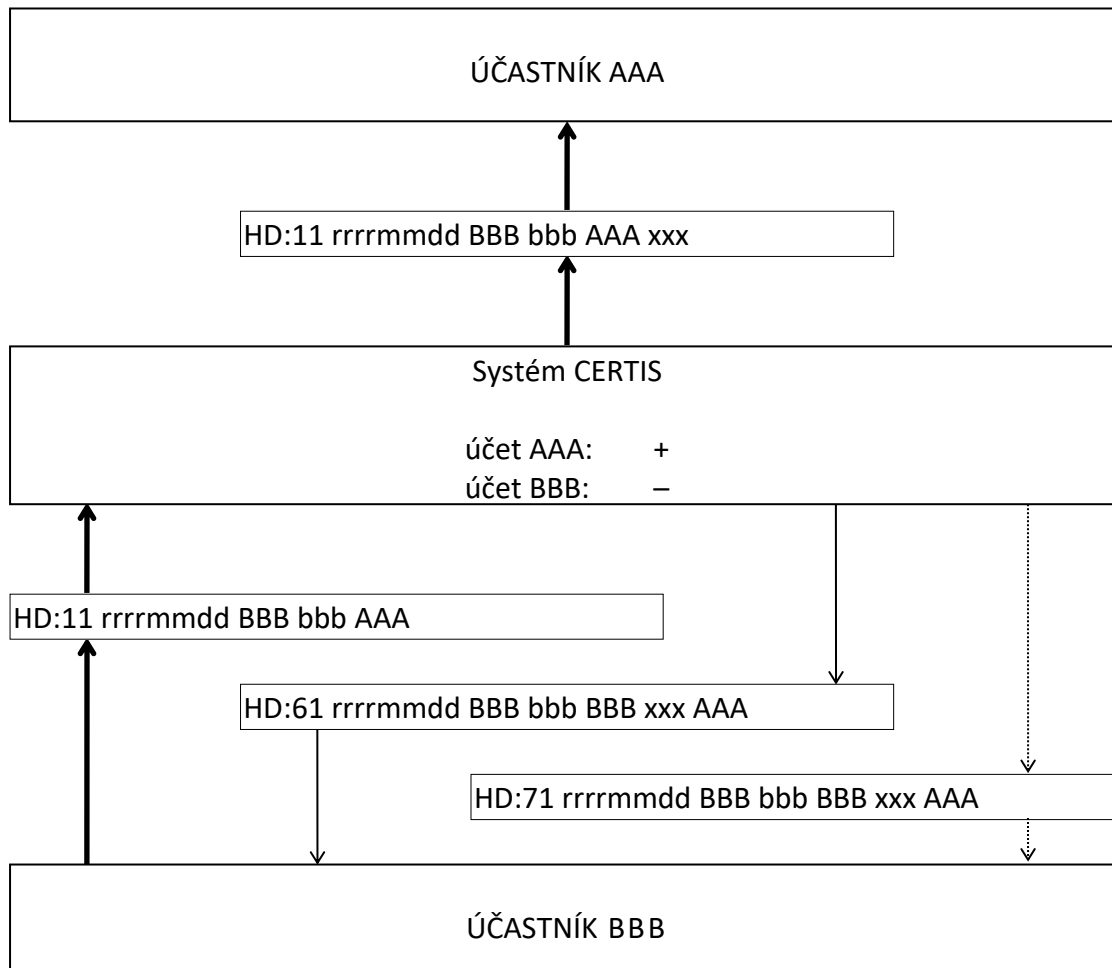 ÚČASTNÍK AAA
HD:11 rrrrmmdd BBB bbb AAA xxx
Systém CERTIS
účet AAA: +
účet BBB: –
HD:11 rrrrmmdd BBB bbb AAA
HD:61 rrrrmmdd BBB bbb BBB xxx AAA
HD:71 rrrrmmdd BBB bbb BBB xxx AAA
ÚČASTNÍK BBB